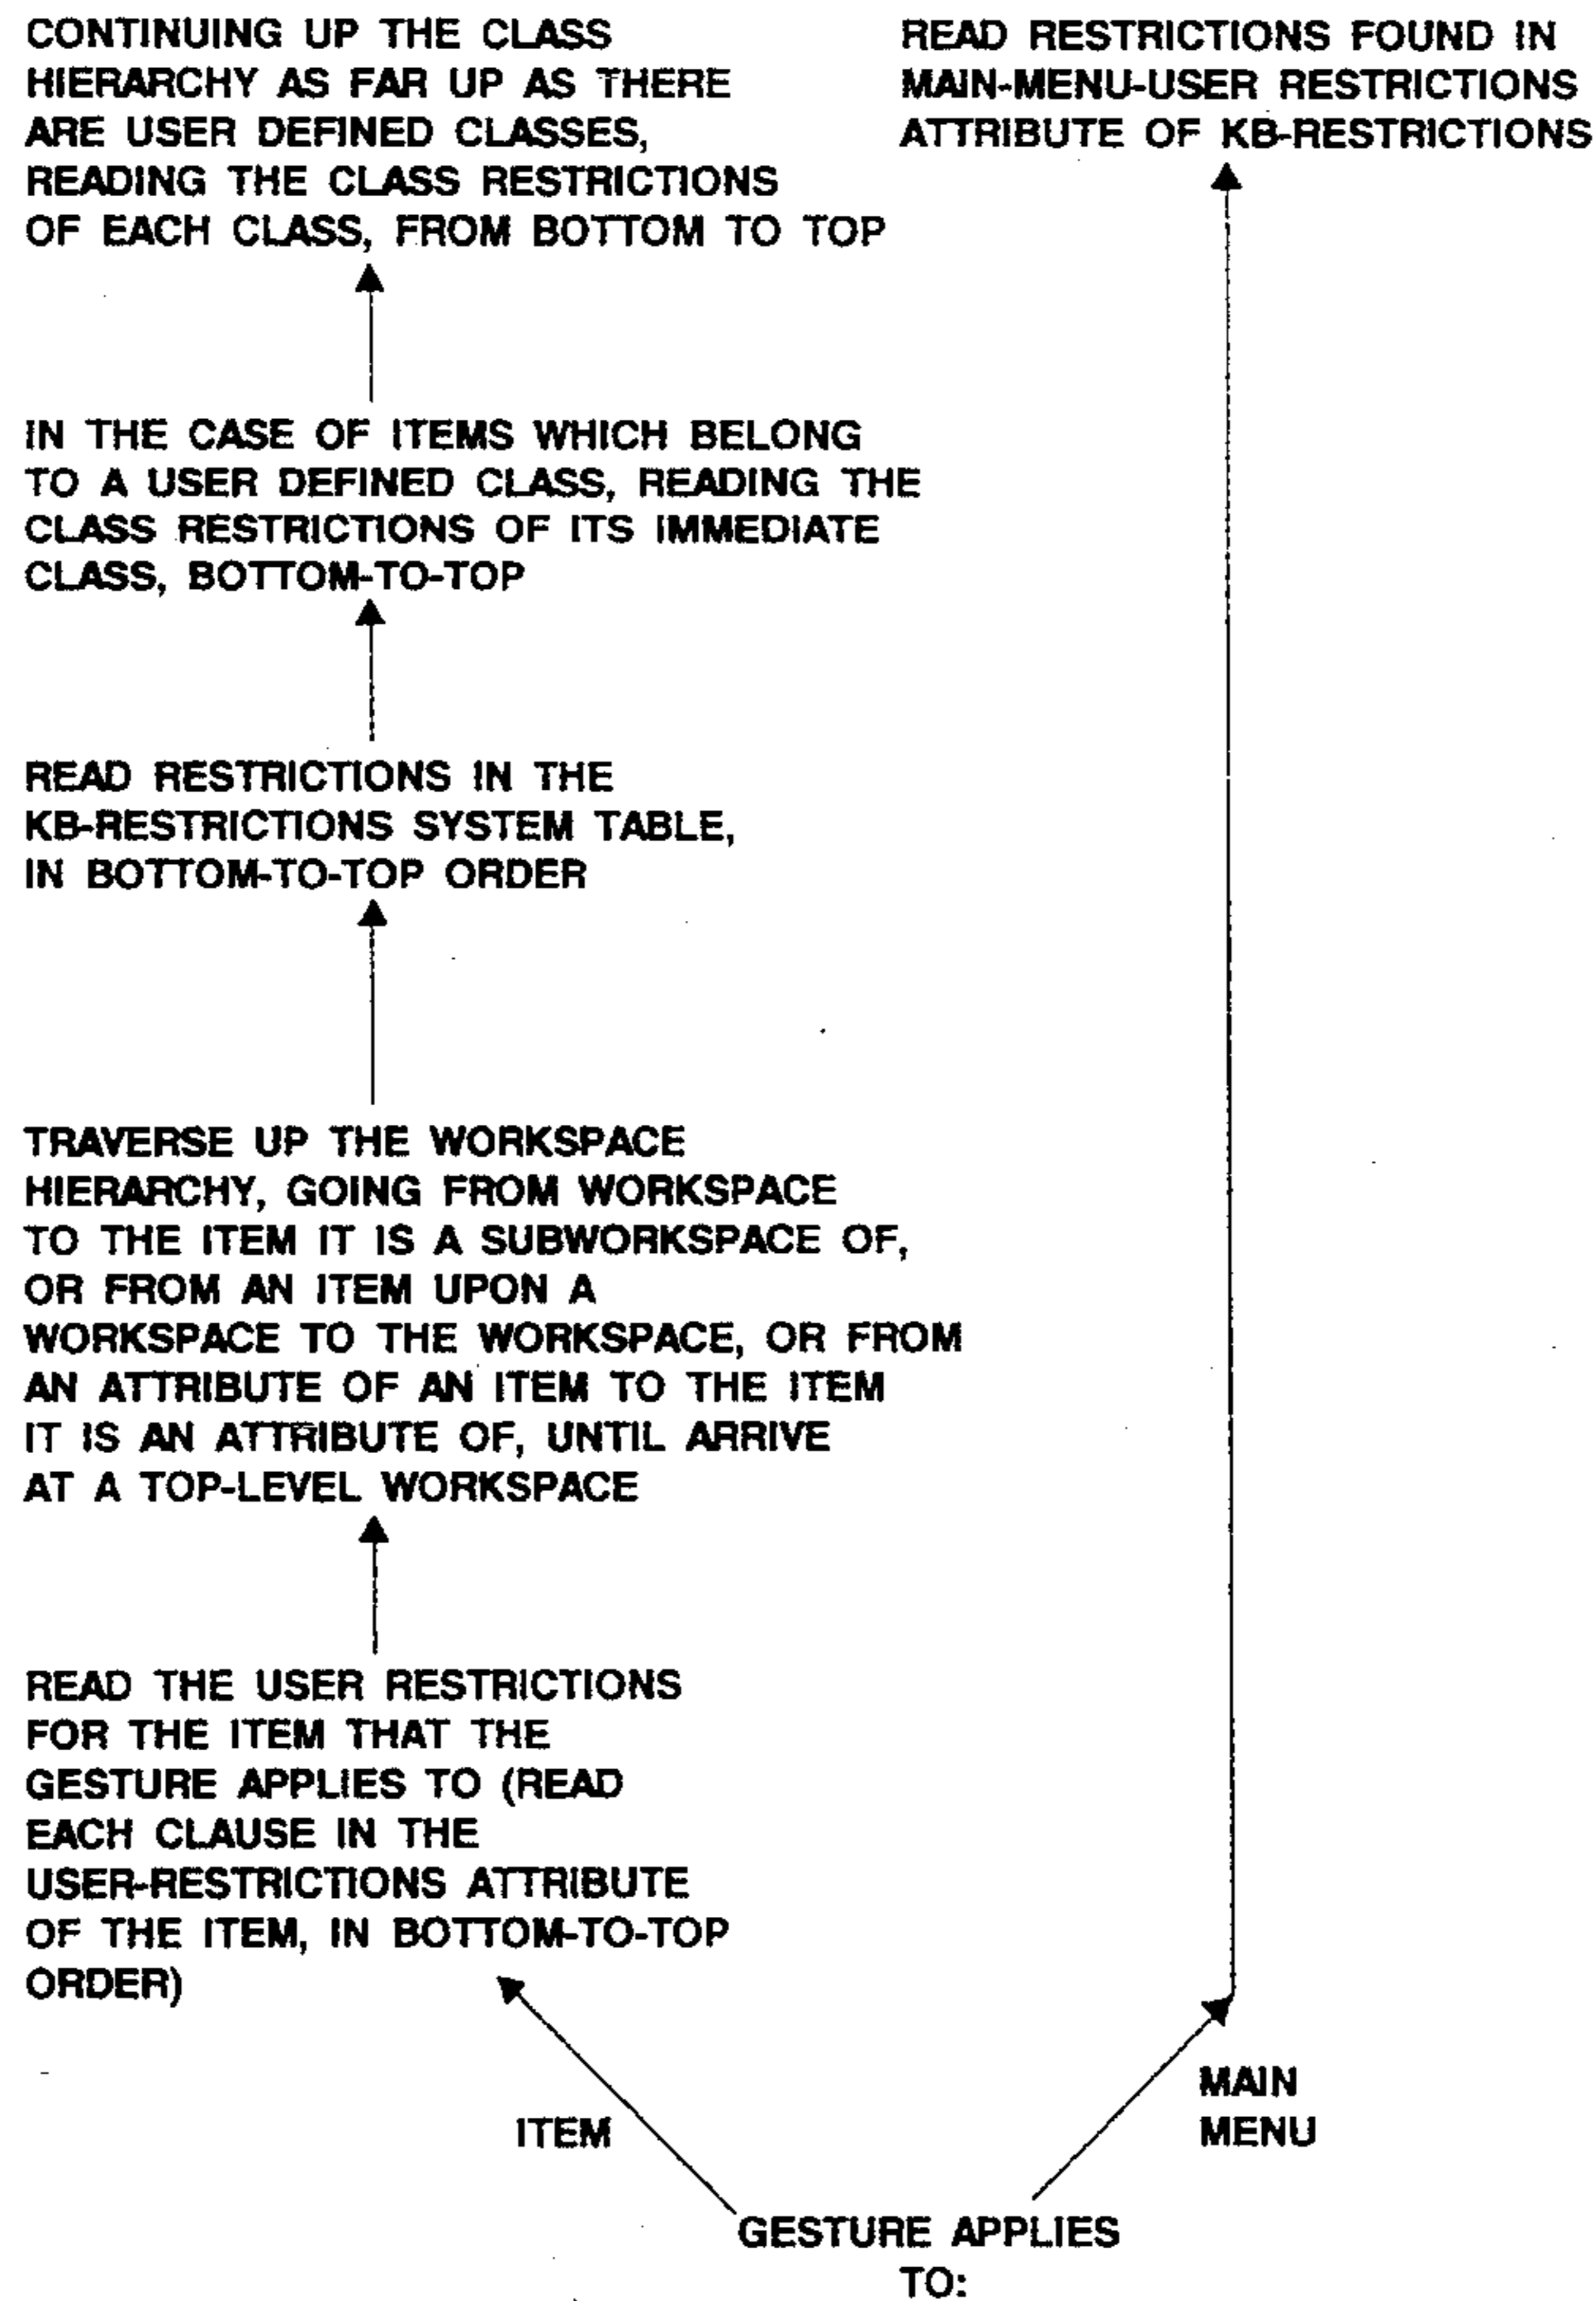 CONTINUING UP THE CLASS
HIERARCHY AS FAR UP AS THERE
ARE USER DEFINED CLASSES,
READING THE CLASS RESTRICTIONS
OF EACH CLASS, FROM BOTTOM TO TOP
READ RESTRICTIONS FOUND IN
MAIN-MENU-USER RESTRICTIONS
ATTRIBUTE OF KB-RESTRICTIONS
IN THE CASE OF ITEMS WHICH BELONG
TO A USER DEFINED CLASS, READING THE
CLASS RESTRICTIONS OF ITS IMMEDIATE
CLASS, BOTTOM-TO-TOP
READ RESTRICTIONS IN THE
KB-RESTRICTIONS SYSTEM TABLE,
IN BOTTOM-TO-TOP ORDER
TRAVERSE UP THE WORKSPACE
HIERARCHY, GOING FROM WORKSPACE
TO THE ITEM IT IS A SUBWORKSPACE OF,
OR FROM AN ITEM UPON A
WORKSPACE TO THE WORKSPACE, OR FROM
AN ATTRIBUTE OF AN ITEM TO THE ITEM
IT IS AN ATTRIBUTE OF, UNTIL ARRIVE
AT A TOP-LEVEL WORKSPACE
READ THE USER RESTRICTIONS
FOR THE ITEM THAT THE
GESTURE APPLIES TO (READ
EACH CLAUSE IN THE
USER-RESTRICTIONS ATTRIBUTE
OF THE ITEM, IN BOTTOM-TO-TOP
ORDER)
ITEM
MAIN
MENU
GESTURE APPLIES
TO: